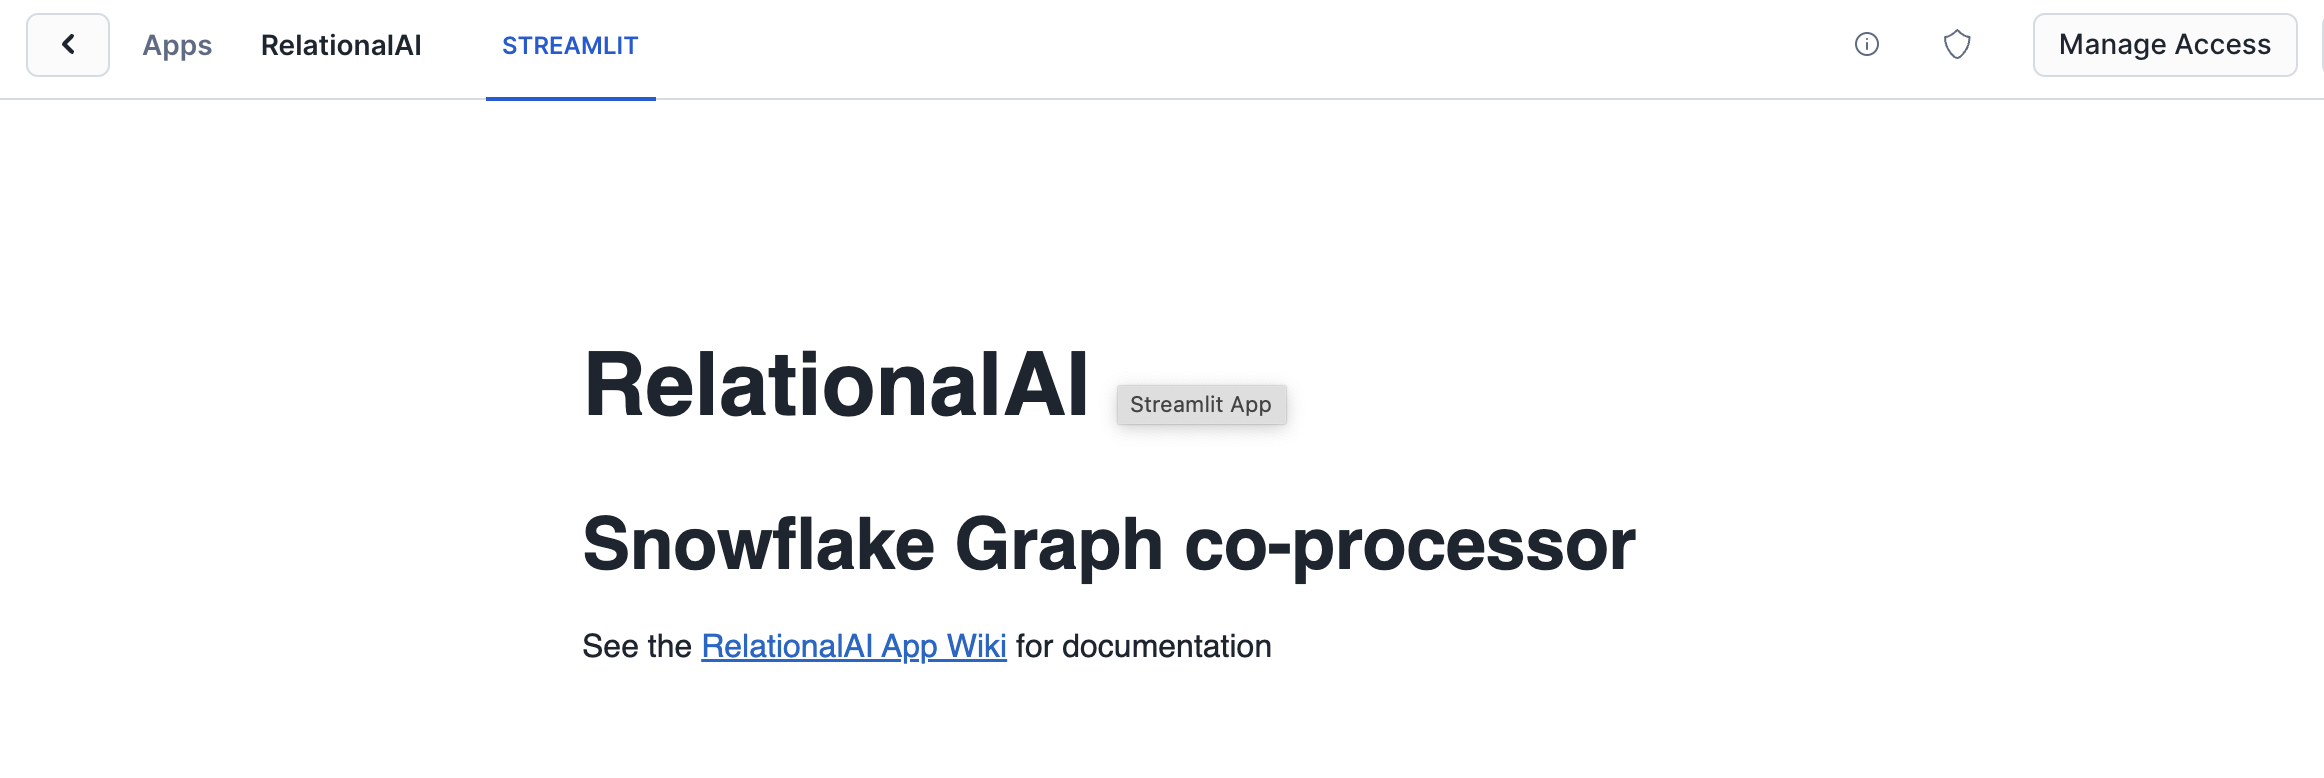 Apps RelationalAI STREAMLIT Manage Access
RelationalAI
Streamlit App
Snowflake Graph co-processor
See the RelationalAI App Wiki for documentation